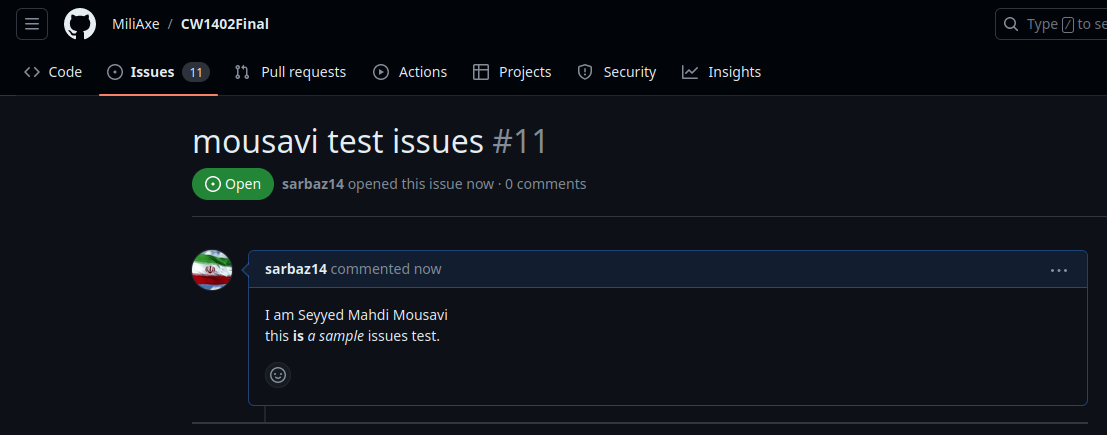 MiliAxe / CW1402Final
Type / to se
Code Issues 11 Pull requests Actions Projects Security Insights
mousavi test issues #11
Open sarbaz14 opened this issue now · 0 comments
sarbaz14 commented now
I am Seyyed Mahdi Mousavi
this is a sample issues test.